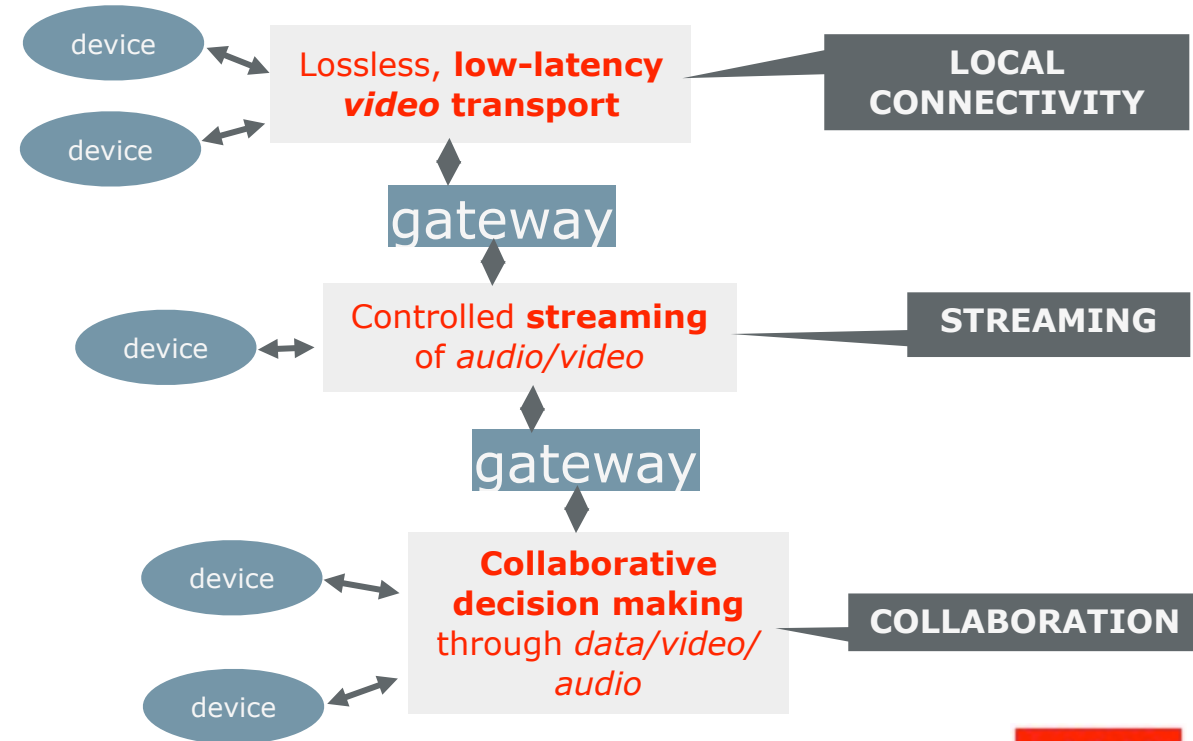 device
Lossless, low-latency
video transport
LOCAL
CONNECTIVITY
device
gateway
Controlled streaming
of audio/video
STREAMING
device
gateway
Collaborative
decision making
through data/video/
audio
COLLABORATION
device
device